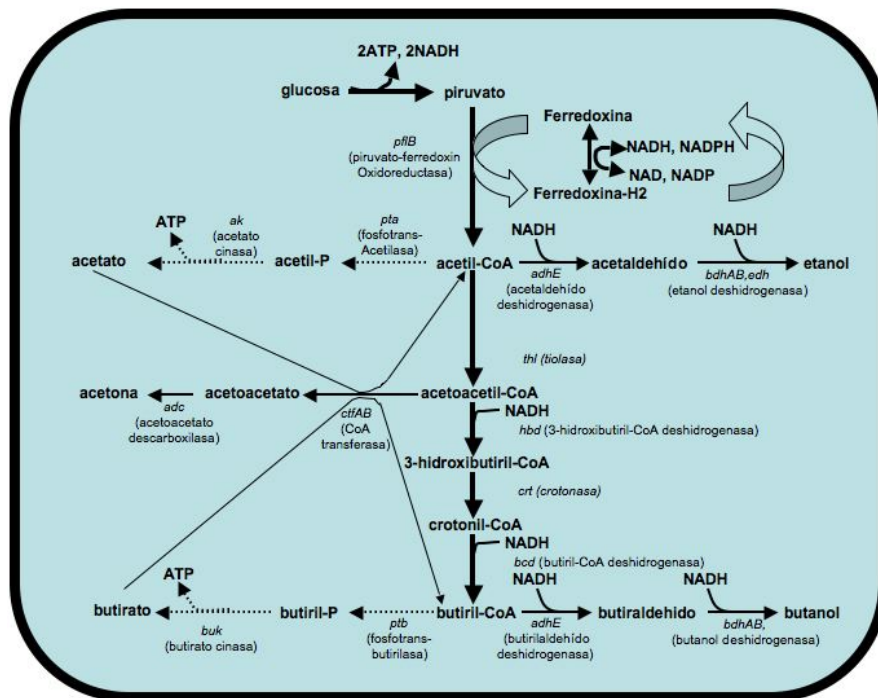 2ATP, 2NADH
glucosa
piruvato
pflB
(piruvato-ferredoxin
Oxidoreductasa)
Ferredoxina
NADH, NADPH
NAD, NADP
Ferredoxina-H2
ATP
ak
(acetato
cinasa)
pta
(fosfotrans-
Acetilasa)
NADH
NADH
acetato
acetil-P
acetil-CoA
acetaldehído
etanol
adhE
(acetaldehído
deshidrogenasa)
bdhAB,edh
(etanol deshidrogenasa)
thl (tiolasa)
acetona
acetoacetato
acetoacetil-CoA
adc
(acetoacetato
descarboxilasa)
ctfAB
(CoA
transferasa)
NADH
hbd (3-hidroxibutiril-CoA deshidrogenasa)
3-hidroxibutiril-CoA
crt (crotonasa)
crotonil-CoA
NADH
bcd (butiril-CoA deshidrogenasa)
ATP
NADH
NADH
butirato
butiril-P
butiril-CoA
butiraldehido
butanol
buk
(butirato cinasa)
ptb
(fosfotrans-
butirilasa)
adhE
(butirilaldehído
deshidrogenasa)
bdhAB,
(butanol deshidrogenasa)